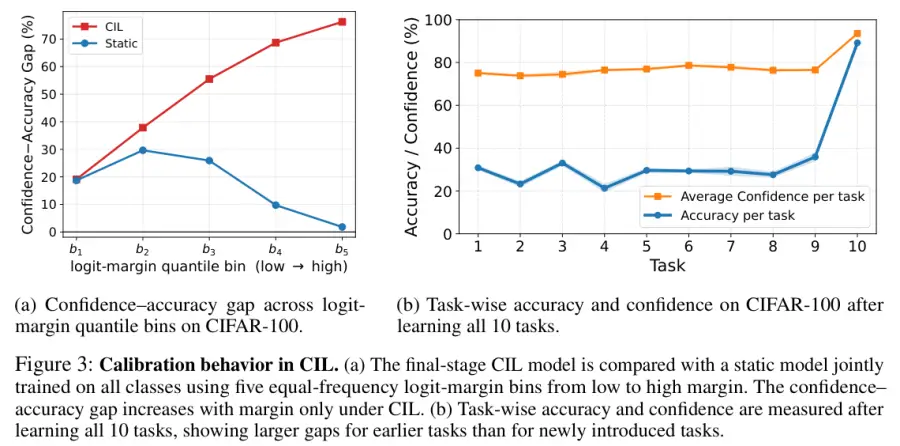 CIL
Static
Confidence−Accuracy Gap (%)
70
60
50
40
30
20
10
0
b1 b2 b3 b4 b5
logit-margin quantile bin (low → high)
Accuracy / Confidence (%)
100
80
60
40
20
0
Average Confidence per task
Accuracy per task
1 2 3 4 5 6 7 8 9 10
Task
(a) Confidence–accuracy gap across logit-
margin quantile bins on CIFAR-100.
(b) Task-wise accuracy and confidence on CIFAR-100 after
learning all 10 tasks.
Figure 3: Calibration behavior in CIL. (a) The final-stage CIL model is compared with a static model jointly
trained on all classes using five equal-frequency logit-margin bins from low to high margin. The confidence–
accuracy gap increases with margin only under CIL. (b) Task-wise accuracy and confidence are measured after
learning all 10 tasks, showing larger gaps for earlier tasks than for newly introduced tasks.